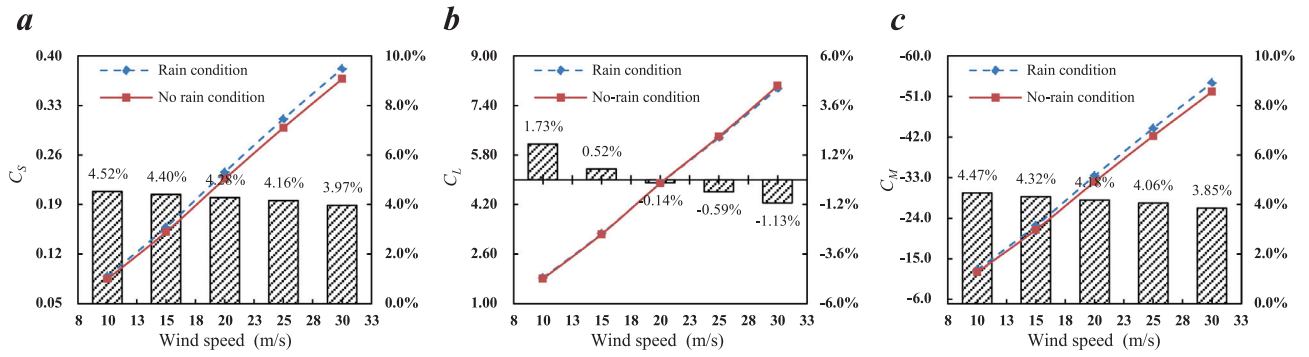 a
0.40
0.33
0.26
0.19
0.12
0.05
C_S
10.0%
8.0%
6.0%
4.0%
2.0%
0.0%
Rain condition
No rain condition
4.52%
4.40%
4.28%
4.16%
3.97%
8 10 13 15 18 20 23 25 28 30 33
Wind speed (m/s)
b
9.00
7.40
5.80
4.20
2.60
1.00
C_L
6.0%
3.6%
1.2%
-1.2%
-3.6%
-6.0%
Rain condition
No-rain condition
1.73%
0.52%
-0.14%
-0.59%
-1.13%
8 10 13 15 18 20 23 25 28 30 33
Wind speed (m/s)
c
-60.0
-51.0
-42.0
-33.0
-24.0
-15.0
-6.0
C_M
10.0%
8.0%
6.0%
4.0%
2.0%
0.0%
Rain condition
No-rain condition
4.47%
4.32%
4.18%
4.06%
3.85%
8 10 13 15 18 20 23 25 28 30 33
Wind speed (m/s)